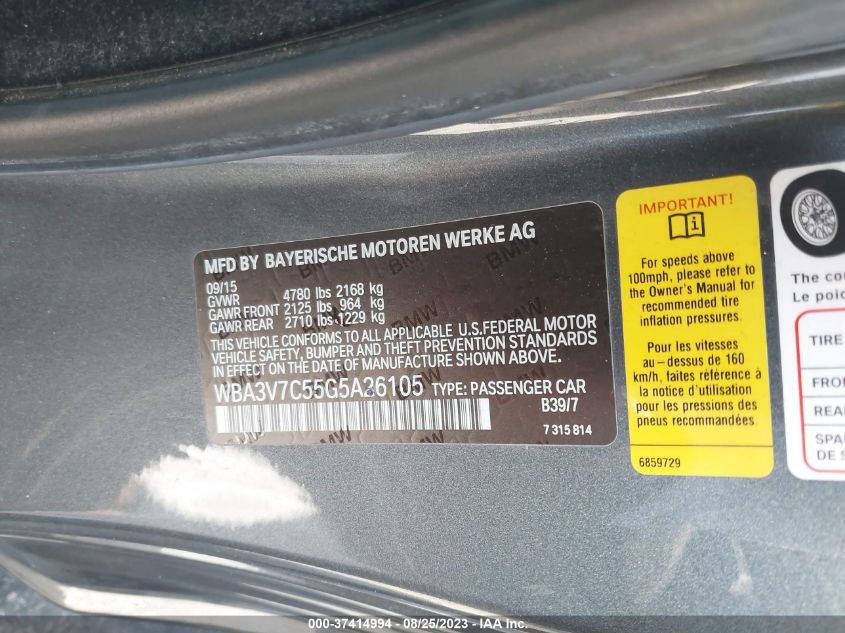 MFD BY BAYERISCHE MOTOREN WERKE AG
09/15
GVWR 4780 lbs 2168 kg
GAWR FRONT 2125 lbs 964 kg
GAWR REAR 2710 lbs 1229 kg
THIS VEHICLE CONFORMS TO ALL APPLICABLE U.S.FEDERAL MOTOR
VEHICLE SAFETY, BUMPER AND THEFT PREVENTION STANDARDS
IN EFFECT ON THE DATE OF MANUFACTURE SHOWN ABOVE.
WBA3V7C55G5A26105 TYPE: PASSENGER CAR
B39/7
7 315 814
IMPORTANT!
For speeds above
100mph, please refer to
the Owner's Manual for
recommended tire
inflation pressures.
Pour les vitesses
au-dessus de 160
km/h, faites référence à
la notice d'utilisation
pour les pressions des
pneus recommandées.
6859729
The co
Le poi
TIRE
FRO
REA
SPA
DE S
000-37414994 - 08/25/2023 - IAAI.com